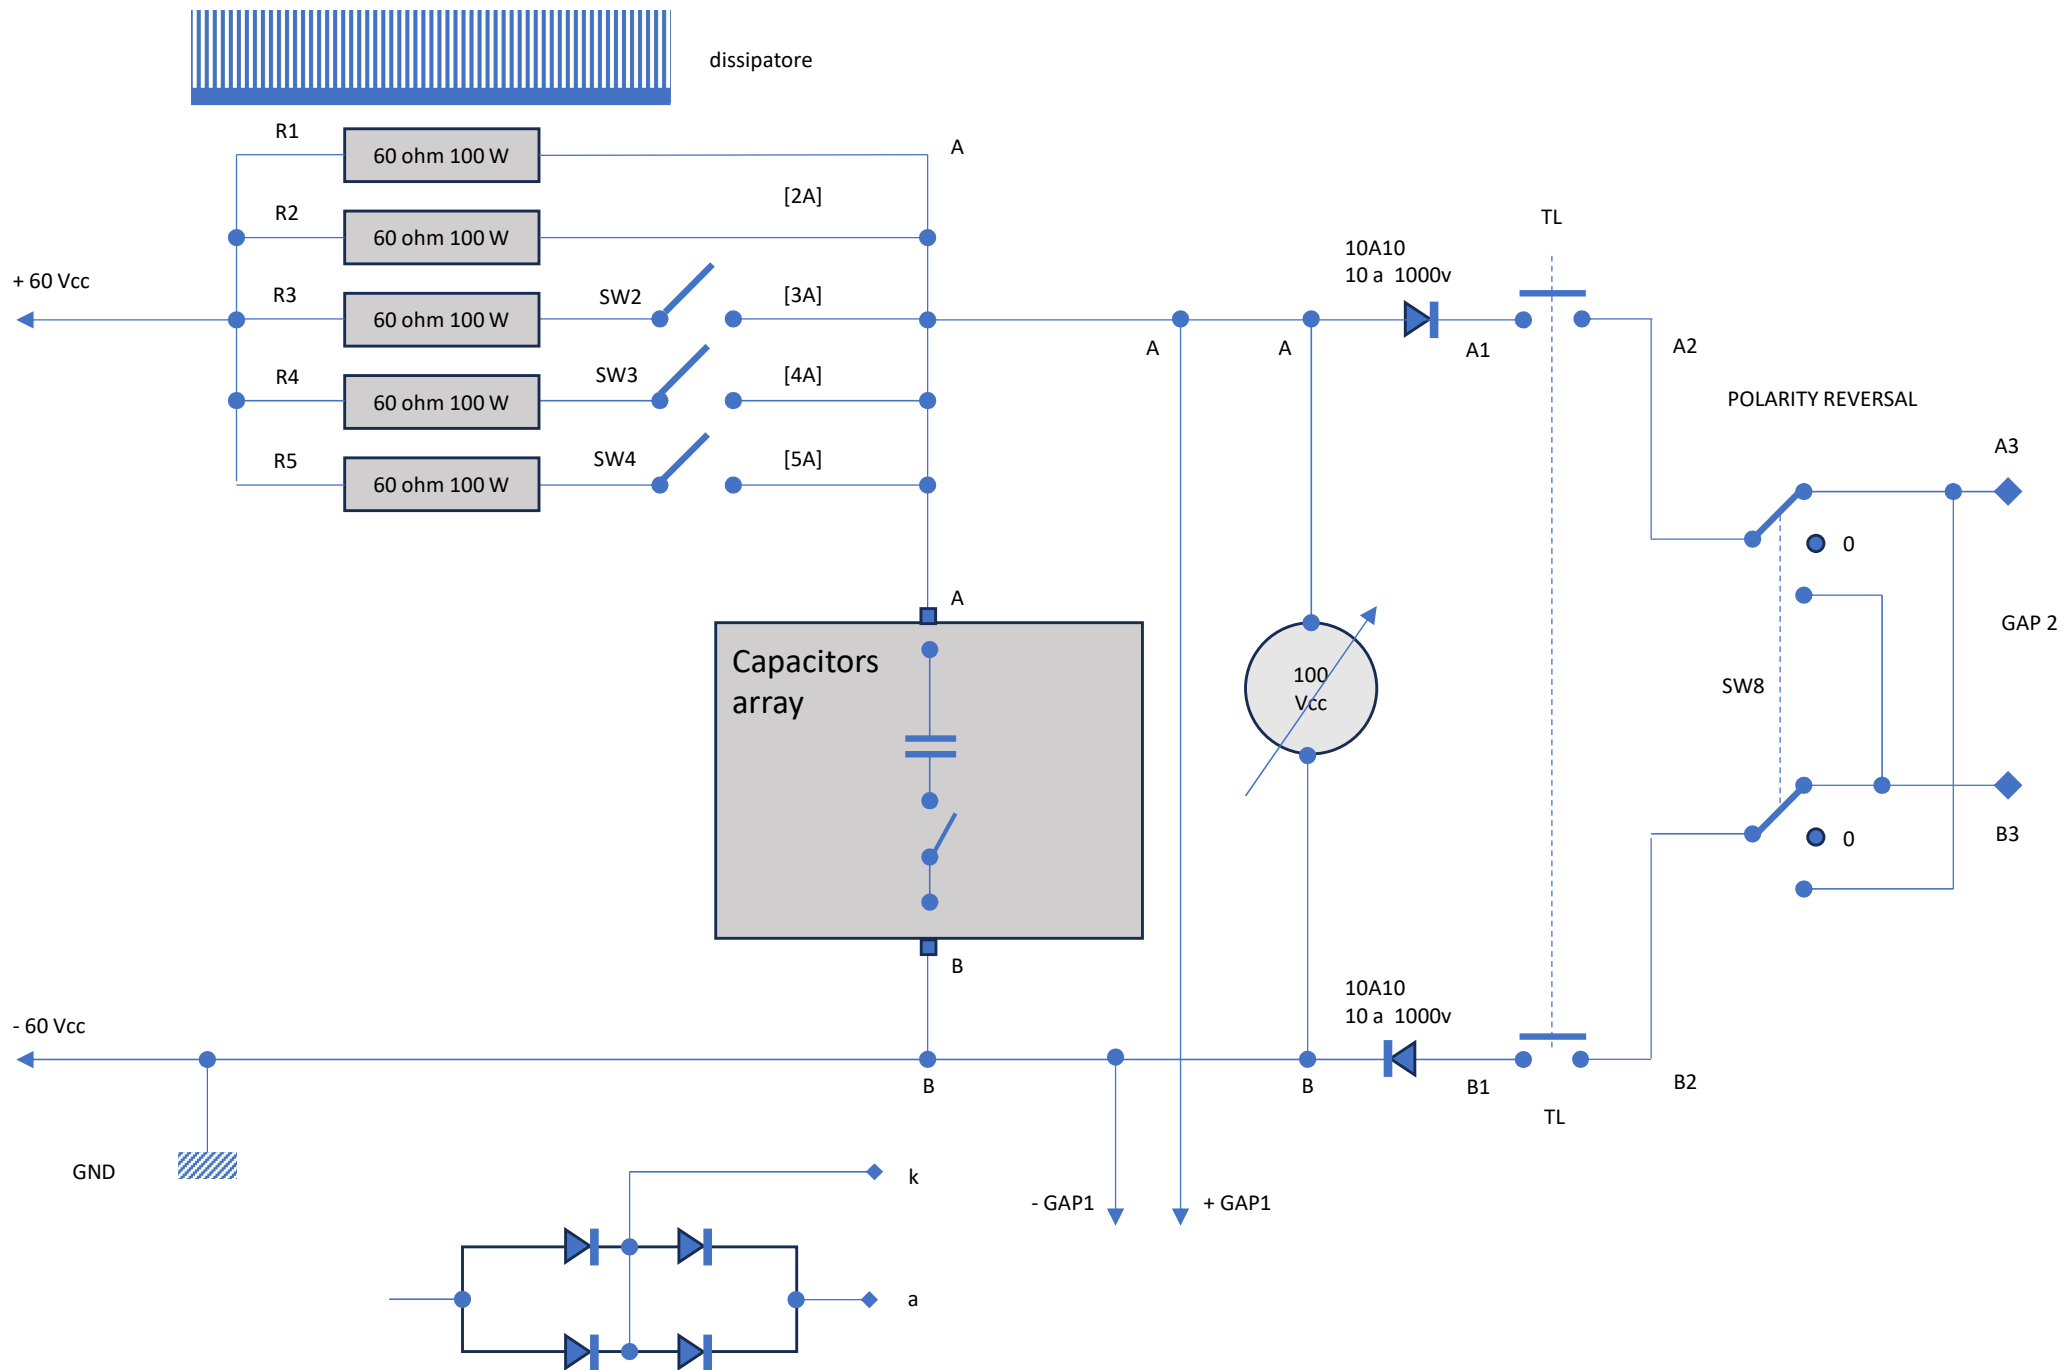 dissipatore
R1
60 ohm 100 W
A
[2A]
R2
60 ohm 100 W
TL
10A10
10 a  1000v
+ 60 Vcc
R3
60 ohm 100 W
SW2
[3A]
A
A
A1
A2
R4
60 ohm 100 W
SW3
[4A]
POLARITY REVERSAL
R5
60 ohm 100 W
SW4
[5A]
A3
0
A
GAP 2
Capacitors
array
100
Vcc
SW8
0
B3
B
10A10
10 a  1000v
- 60 Vcc
B
B
B1
B2
TL
GND
k
- GAP1
+ GAP1
a